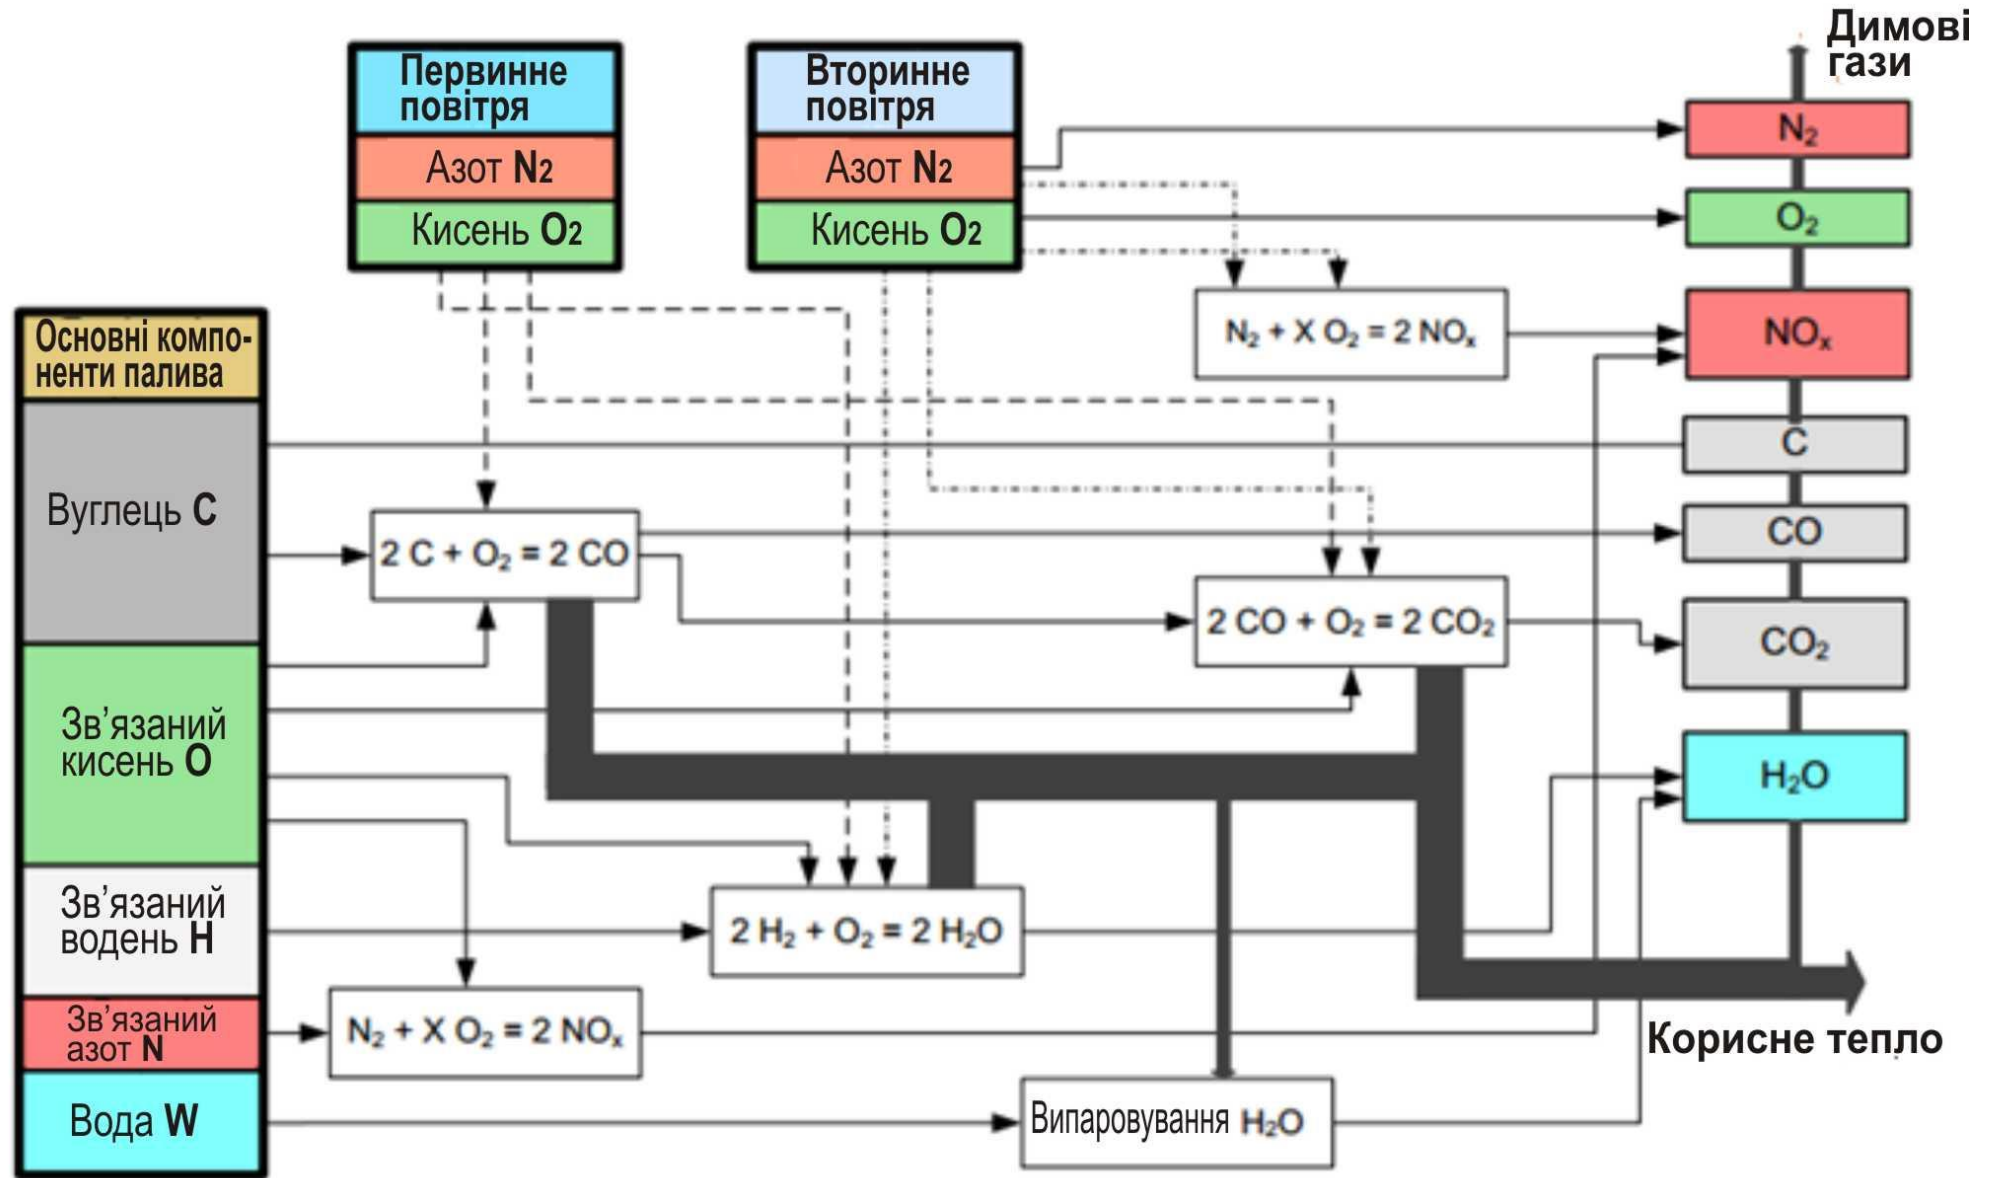 Димові
гази
Первинне
повітря
Азот N2
Кисень O2
Вторинне
повітря
Азот N2
Кисень O2
N₂
O₂
NOₓ
C
CO
CO₂
H₂O
Основні компо-
ненти палива
Вуглець C
Зв’язаний
кисень O
Зв’язаний
водень H
Зв’язаний
азот N
Вода W
N₂ + X O₂ = 2 NOₓ
2 C + O₂ = 2 CO
2 CO + O₂ = 2 CO₂
2 H₂ + O₂ = 2 H₂O
N₂ + X O₂ = 2 NOₓ
Випаровування H₂O
Корисне тепло